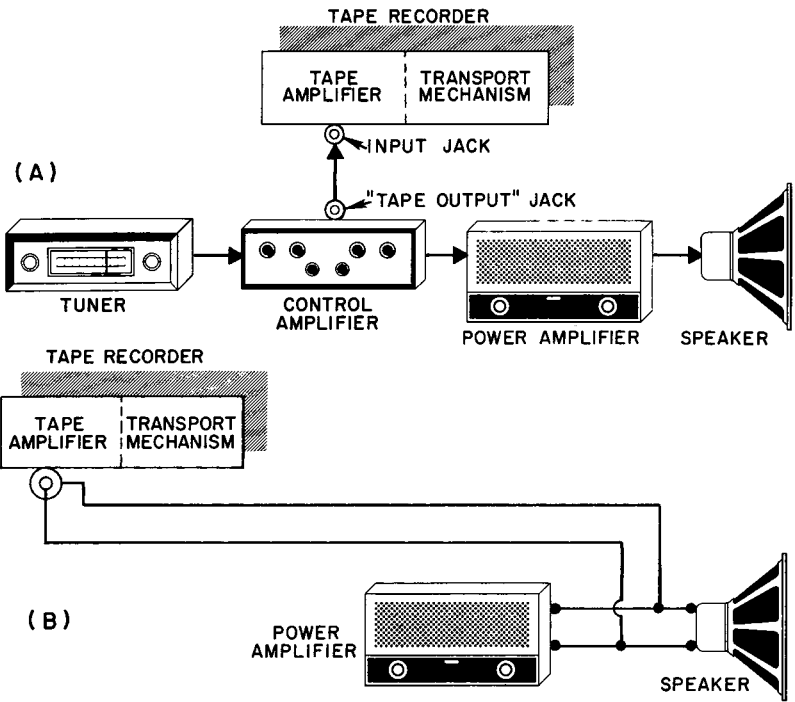 TAPE RECORDER
TAPE
AMPLIFIER
TRANSPORT
MECHANISM
INPUT JACK
(A)
"TAPE OUTPUT" JACK
TUNER
CONTROL
AMPLIFIER
POWER AMPLIFIER
SPEAKER
TAPE RECORDER
TAPE
AMPLIFIER
TRANSPORT
MECHANISM
(B)
POWER
AMPLIFIER
SPEAKER